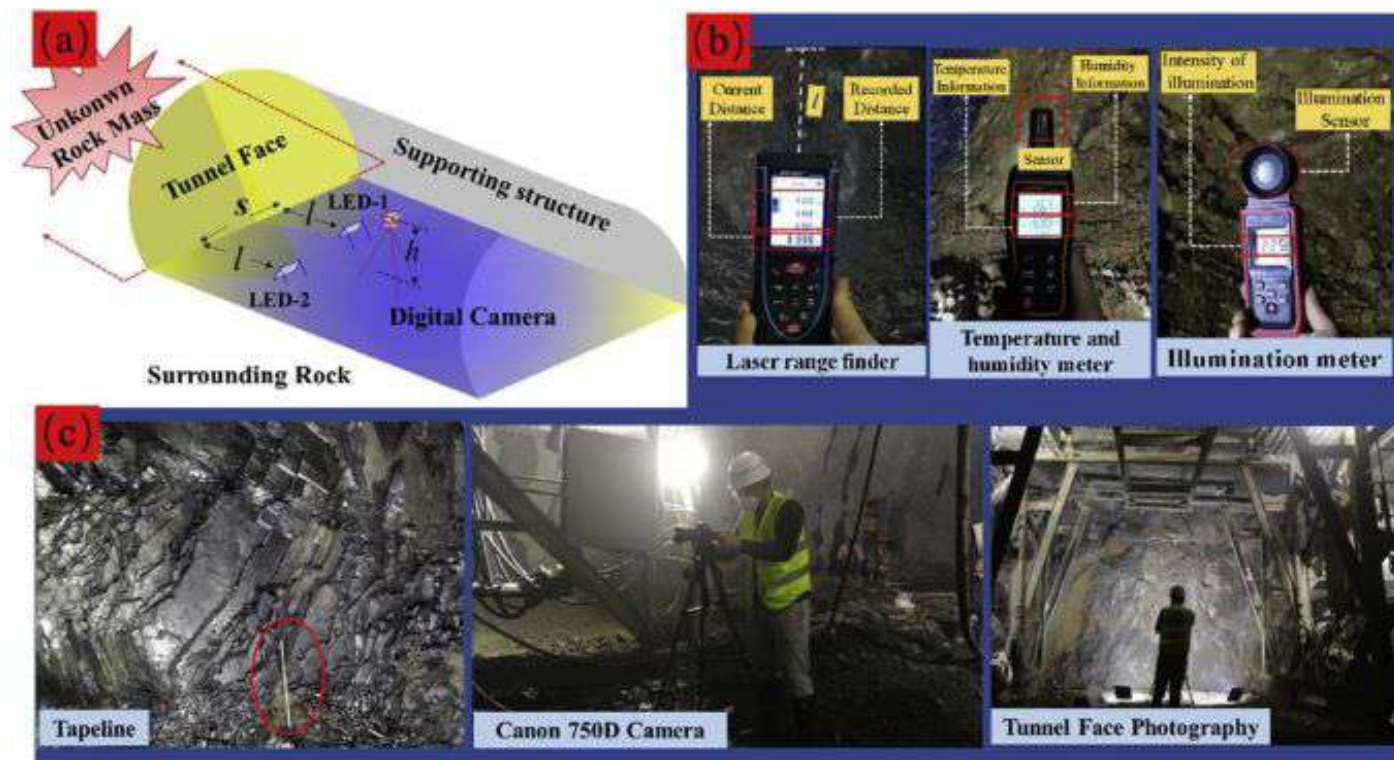 (a)
Unkonwn
Rock Mass
Tunnel Face
Supporting structure
s
l
LED-1
h
l
LED-2
Digital Camera
Surrounding Rock
(b)
Current
Distance
l
Recorded
Distance
Laser range finder
Temperature
Information
Humidity
Information
Sensor
Temperature and
humidity meter
Intensity of
illumination
Illumination
Sensor
Illumination meter
(c)
Tapeline
Canon 750D Camera
Tunnel Face Photography